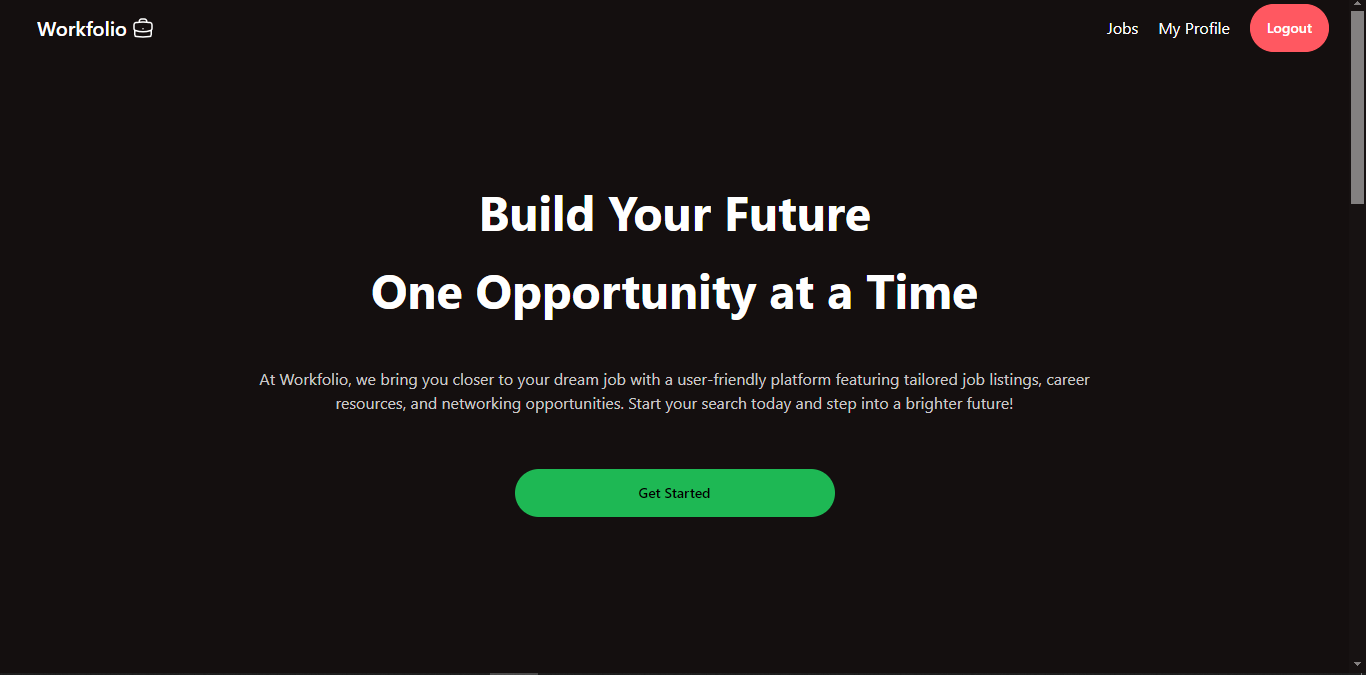 Workfolio
Jobs
My Profile
Logout
Build Your Future
One Opportunity at a Time
At Workfolio, we bring you closer to your dream job with a user-friendly platform featuring tailored job listings, career
resources, and networking opportunities. Start your search today and step into a brighter future!
Get Started